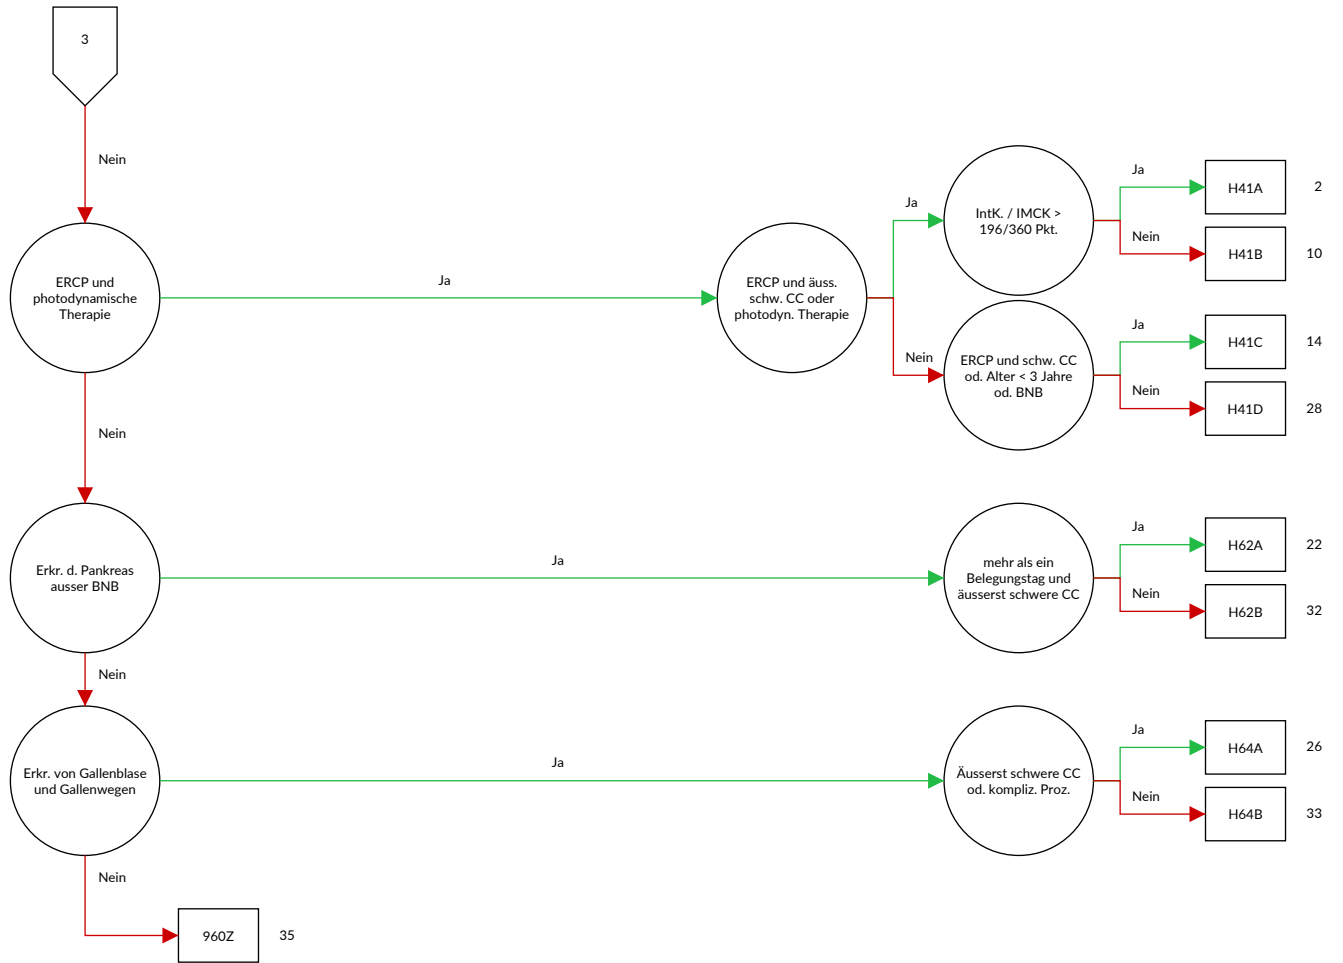 3
Nein
ERCP und
photodynamische
Therapie
Ja
ERCP und äuss.
schw. CC oder
photodyn. Therapie
Ja
IntK. / IMCK >
196/360 Pkt.
Ja
H41A
2
Nein
H41B
10
Nein
ERCP und schw. CC
od. Alter < 3 Jahre
od. BNB
Ja
H41C
14
Nein
H41D
28
Nein
Erkr. d. Pankreas
ausser BNB
Ja
mehr als ein
Belegungstag und
äusserst schwere CC
Ja
H62A
22
Nein
H62B
32
Nein
Erkr. von Gallenblase
und Gallenwegen
Ja
Äusserst schwere CC
od. kompliz. Proz.
Ja
H64A
26
Nein
H64B
33
Nein
960Z
35